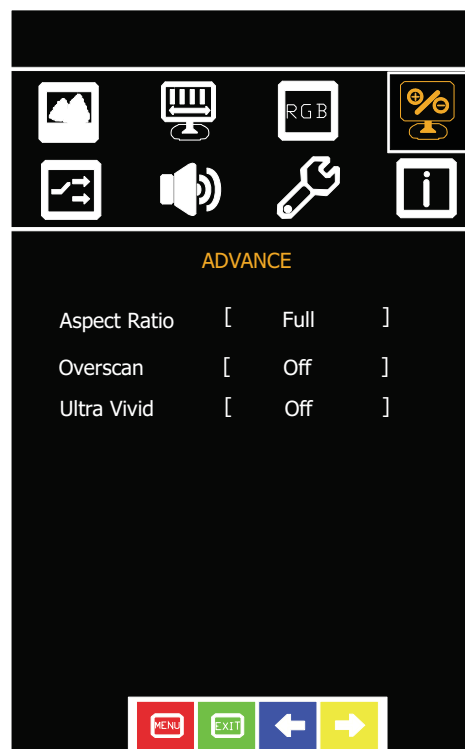 RGB
ADVANCE
Aspect Ratio [ Full ]
Overscan [ Off ]
Ultra Vivid [ Off ]
MENU EXIT